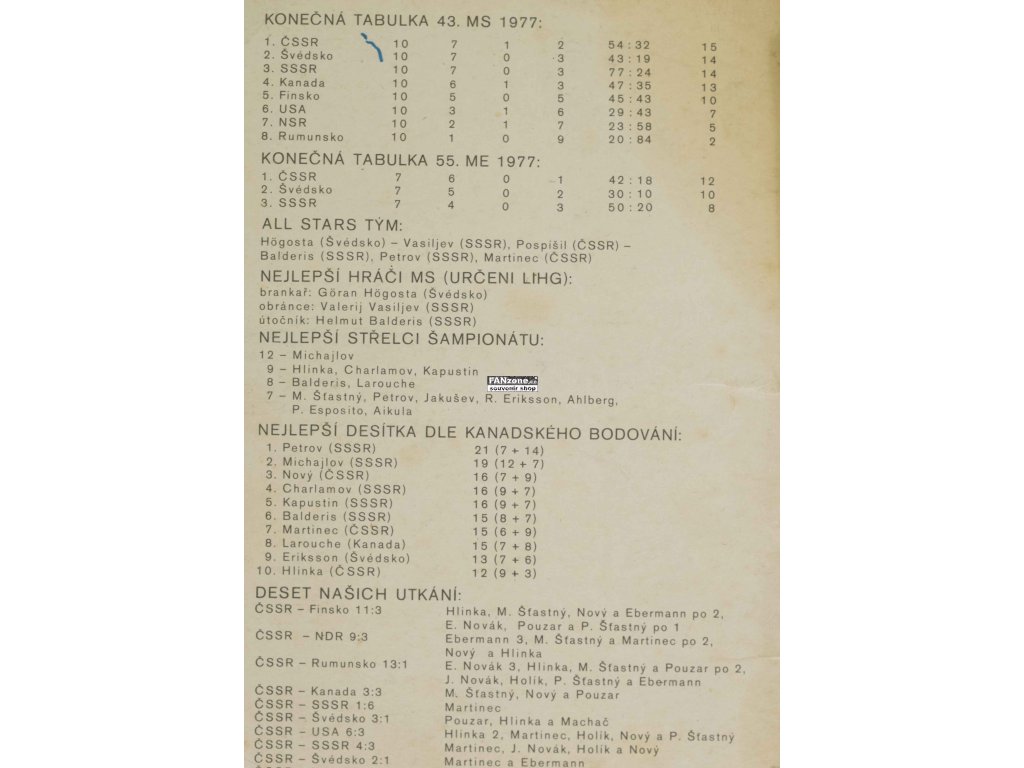 KONEČNÁ TABULKA 43. MS 1977:
1. ČSSR 10 7 1 2 54 : 32 15
2. Švédsko 10 7 0 3 43 : 19 14
3. SSSR 10 7 0 3 77 : 24 14
4. Kanada 10 6 1 3 47 : 35 13
5. Finsko 10 5 0 5 45 : 43 10
6. USA 10 3 1 6 29 : 43 7
7. NSR 10 2 1 7 23 : 58 5
8. Rumunsko 10 1 0 9 20 : 84 2
KONEČNÁ TABULKA 55. ME 1977:
1. ČSSR 7 6 0 1 42 : 18 12
2. Švédsko 7 5 0 2 30 : 10 10
3. SSSR 7 4 0 3 50 : 20 8
ALL STARS TÝM:
Högosta (Švédsko) – Vasiljev (SSSR), Pospíšil (ČSSR) –
Balderis (SSSR), Petrov (SSSR), Martinec (ČSSR)
NEJLEPŠÍ HRÁČI MS (URČENI LIHG):
brankař: Göran Högosta (Švédsko)
obránce: Valerij Vasiljev (SSSR)
útočník: Helmut Balderis (SSSR)
NEJLEPŠÍ STŘELCI ŠAMPIONÁTU:
12 – Michajlov
9 – Hlinka, Charlamov, Kapustin
8 – Balderis, Larouche
FANzone.cz
souvenir shop
7 – M. Šťastný, Petrov, Jakušev, R. Eriksson, Ahlberg,
P. Esposito, Aikula
NEJLEPŠÍ DESÍTKA DLE KANADSKÉHO BODOVÁNÍ:
1. Petrov (SSSR) 21 (7 + 14)
2. Michajlov (SSSR) 19 (12 + 7)
3. Nový (ČSSR) 16 (7 + 9)
4. Charlamov (SSSR) 16 (9 + 7)
5. Kapustin (SSSR) 16 (9 + 7)
6. Balderis (SSSR) 15 (8 + 7)
7. Martinec (ČSSR) 15 (6 + 9)
8. Larouche (Kanada) 15 (7 + 8)
9. Eriksson (Švédsko) 13 (7 + 6)
10. Hlinka (ČSSR) 12 (9 + 3)
DESET NAŠICH UTKÁNÍ:
ČSSR – Finsko 11:3 Hlinka, M. Šťastný, Nový a Ebermann po 2,
E. Novák, Pouzar a P. Šťastný po 1
ČSSR – NDR 9:3 Ebermann 3, M. Šťastný a Martinec po 2,
Nový a Hlinka
ČSSR – Rumunsko 13:1 E. Novák 3, Hlinka, M. Šťastný a Pouzar po 2,
J. Novák, Holík, P. Šťastný a Ebermann
ČSSR – Kanada 3:3 M. Šťastný, Nový a Pouzar
ČSSR – SSSR 1:6 Martinec
ČSSR – Švédsko 3:1 Pouzar, Hlinka a Machač
ČSSR – USA 6:3 Hlinka 2, Martinec, Holík, Nový a P. Šťastný
ČSSR – SSSR 4:3 Martinec, J. Novák, Holík a Nový
ČSSR – Švédsko 2:1 Martinec a Ebermann